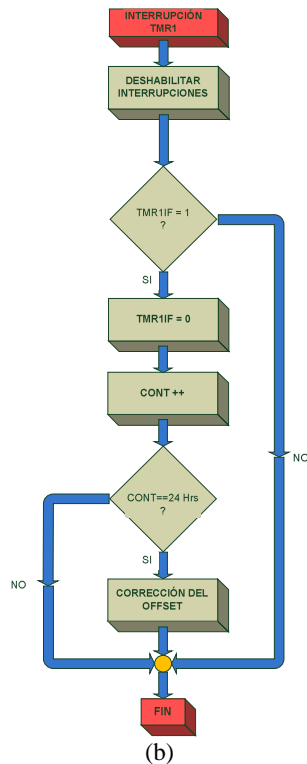 INTERRUPCIÓN
TMR1
DESHABILITAR
INTERRUPCIONES
TMR1IF = 1
?
SI
TMR1IF = 0
NO
CONT ++
CONT==24 Hrs
?
SI
NO
CORRECCIÓN DEL
OFFSET
FIN
(b)